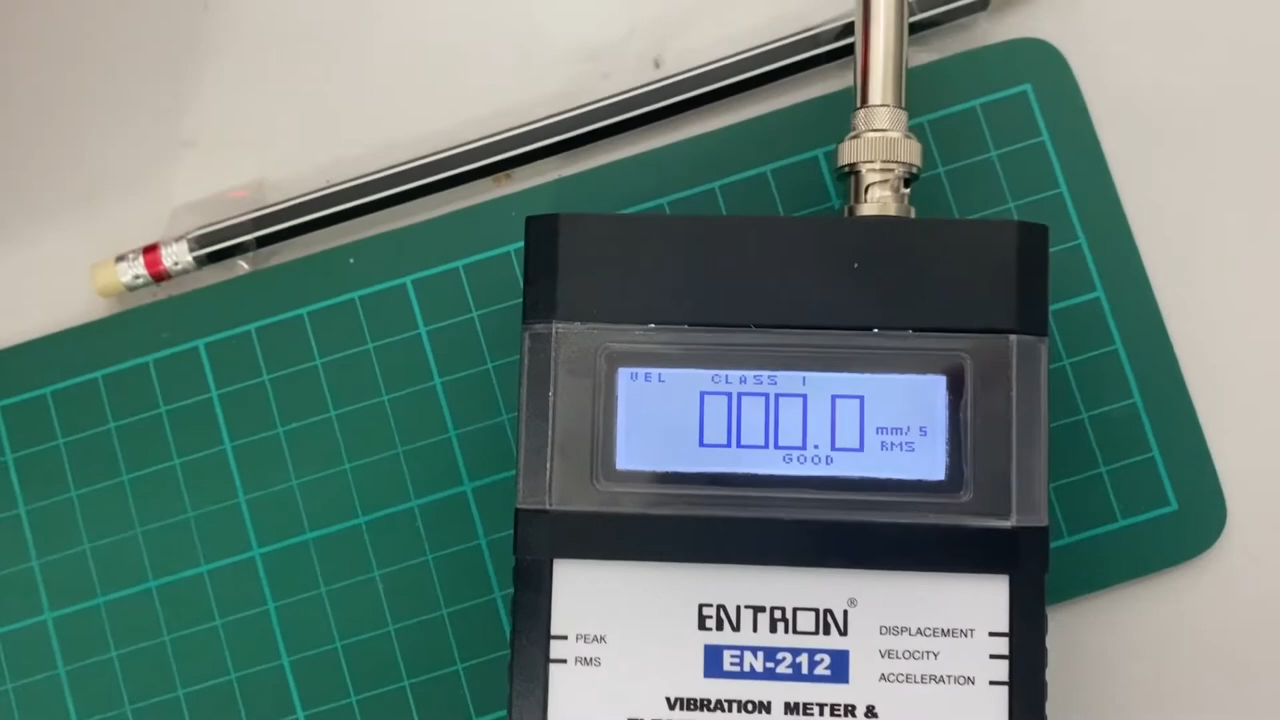 VEL CLASS I
000.0 mm/s
RMS
GOOD
ENTRON®
EN-212
PEAK
RMS
DISPLACEMENT
VELOCITY
ACCELERATION
VIBRATION METER &